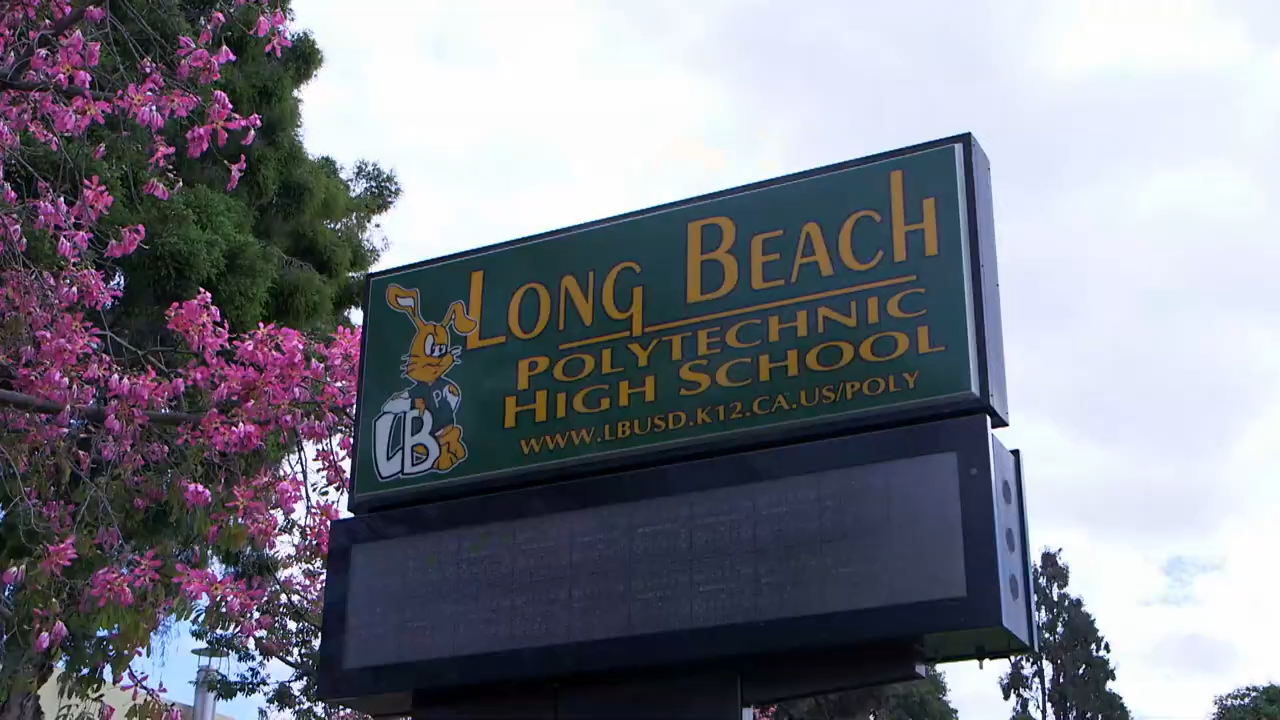 Long Beach
POLYTECHNIC
HIGH SCHOOL
WWW.LBUSD.K12.CA.US/POLY
P
LB